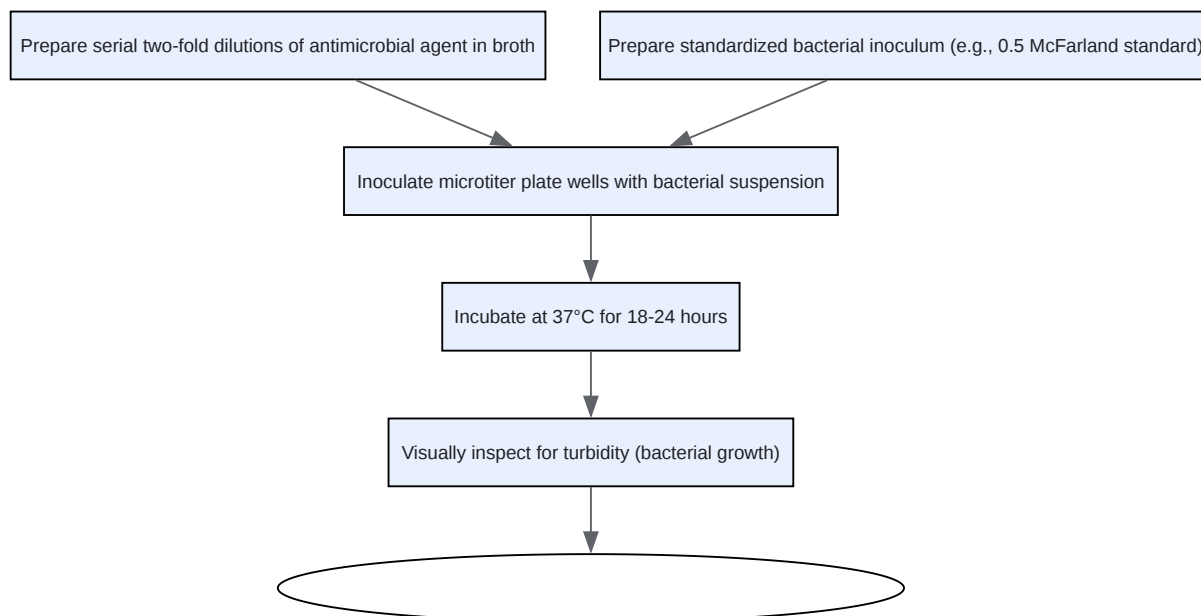 Prepare serial two-fold dilutions of antimicrobial agent in broth
Prepare standardized bacterial inoculum (e.g., 0.5 McFarland standard)
Inoculate microtiter plate wells with bacterial suspension
Incubate at 37°C for 18-24 hours
Visually inspect for turbidity (bacterial growth)